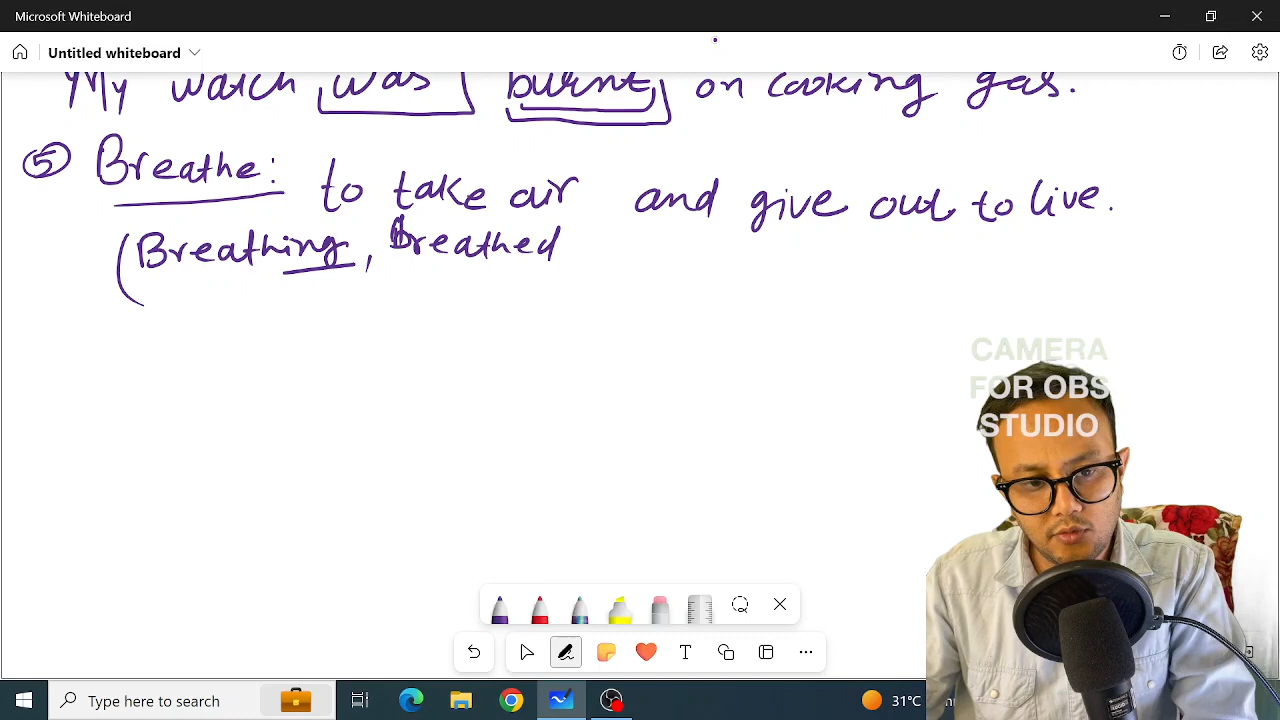 Microsoft Whiteboard
Untitled whiteboard
My watch was burnt on cooking gas.
⑤ Breathe: to take air and give out to live.
(Breathing, Breathed
CAMERA
FOR OBS
STUDIO
Type here to search
31°C